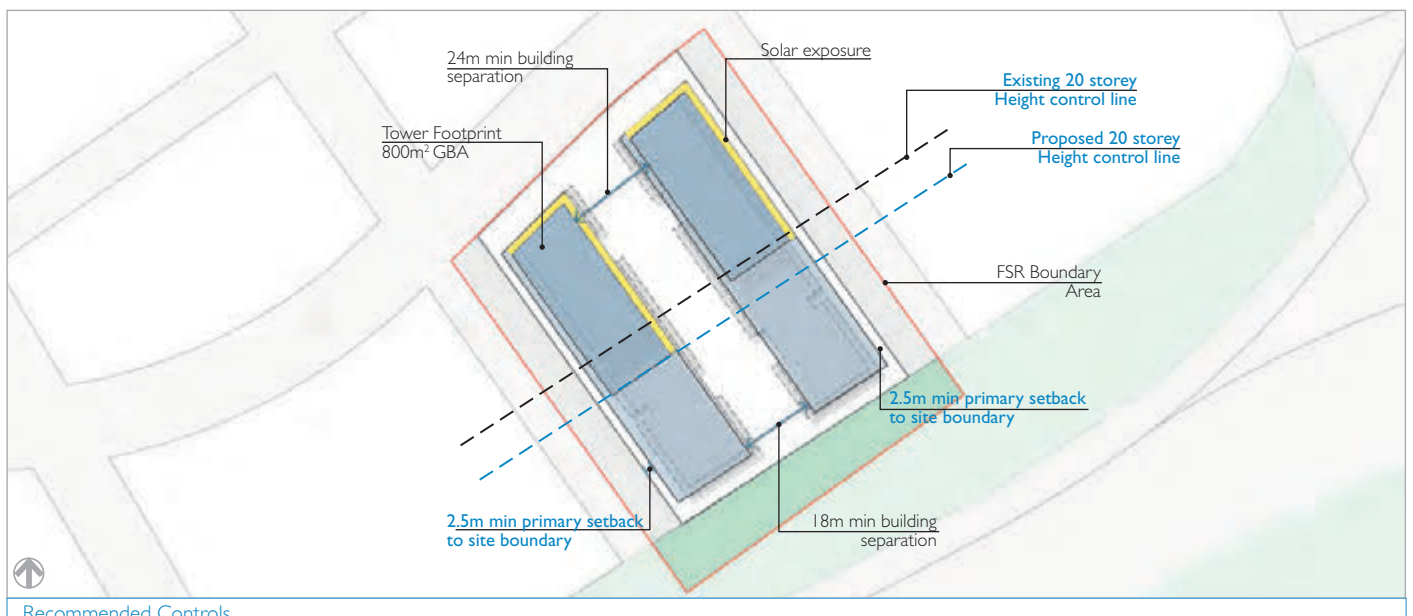 24m min building
separation
Solar exposure
Existing 20 storey
Height control line
Tower Footprint
800m² GBA
Proposed 20 storey
Height control line
FSR Boundary
Area
2.5m min primary setback
to site boundary
2.5m min primary setback
to site boundary
18m min building
separation
Recommended Controls